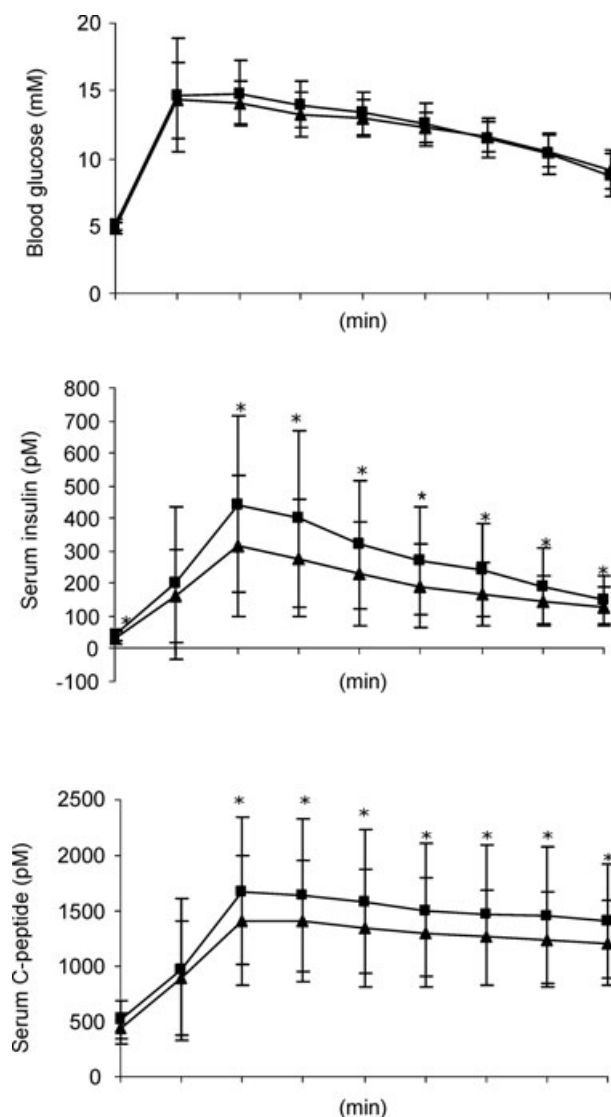 Blood glucose (mM)
20
15
10
5
0
(min)
Serum insulin (pM)
800
700
600
500
400
300
200
100
0
-100
* * * * * * * * *
(min)
Serum C-peptide (pM)
2500
2000
1500
1000
500
0
* * * * * * *
(min)